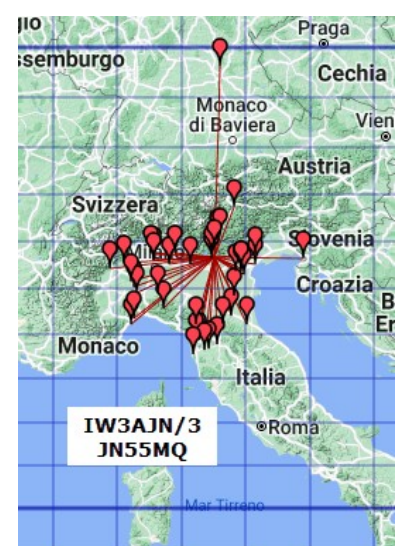 Praga
ssemburgo
Cechia
Monaco
di Baviera
Vien
Austria
Svizzera
Slovenia
Croazia
B
Er
Monaco
Italia
IW3AJN/3
JN55MQ
Roma
Mar Tirreno